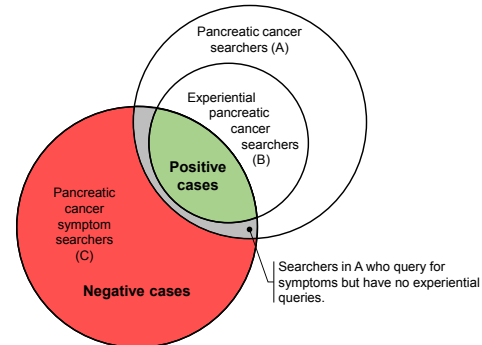 Pancreatic cancer
searchers (A)
Experiential
pancreatic
cancer
searchers
(B)
Positive
cases
Pancreatic
cancer
symptom
searchers
(C)
Negative cases
Searchers in A who query for
symptoms but have no experiential
queries.